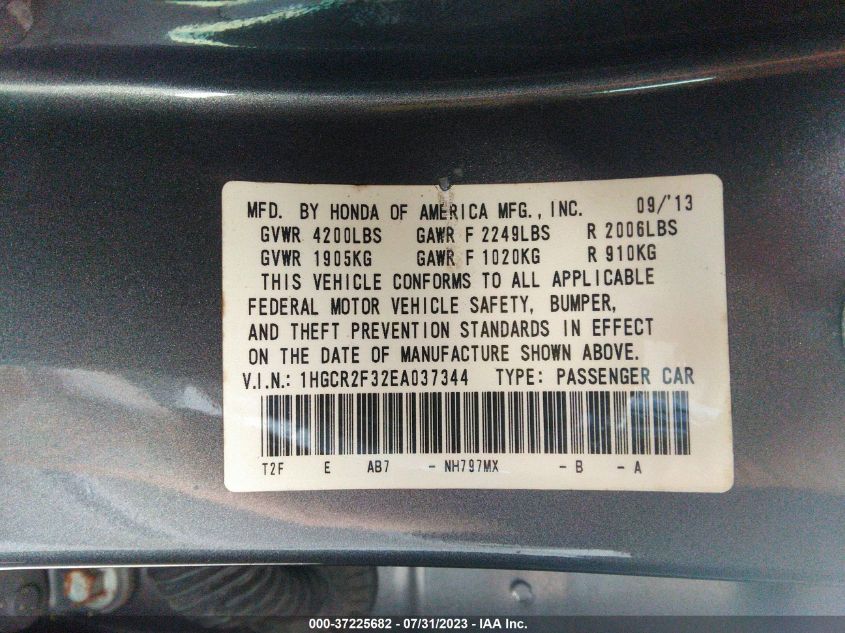 MFD. BY HONDA OF AMERICA MFG., INC. 09/'13
GVWR 4200LBS GAWR F 2249LBS R 2006LBS
GVWR 1905KG GAWR F 1020KG R 910KG
THIS VEHICLE CONFORMS TO ALL APPLICABLE
FEDERAL MOTOR VEHICLE SAFETY, BUMPER,
AND THEFT PREVENTION STANDARDS IN EFFECT
ON THE DATE OF MANUFACTURE SHOWN ABOVE.
V.I.N.: 1HGCR2F32EA037344 TYPE: PASSENGER CAR
T2F E AB7 - NH797MX - B - A
000-37225682 - 07/31/2023 - IAA Inc.